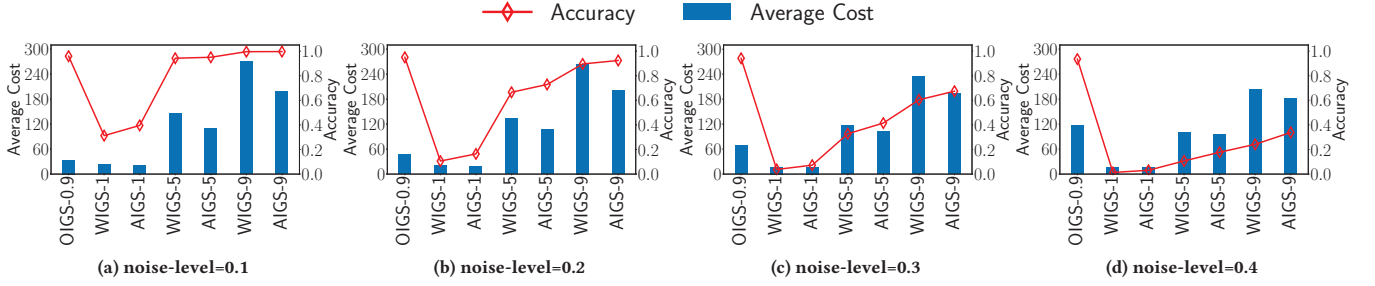 Accuracy Average Cost
300
240
180
120
60
0
Average Cost
1.0
0.8
0.6
0.4
0.2
0.0
Accuracy
OIGS-0.9
WIGS-1
AIGS-1
WIGS-5
AIGS-5
WIGS-9
AIGS-9
(a) noise-level=0.1
300
240
180
120
60
0
Average Cost
1.0
0.8
0.6
0.4
0.2
0.0
Accuracy
OIGS-0.9
WIGS-1
AIGS-1
WIGS-5
AIGS-5
WIGS-9
AIGS-9
(b) noise-level=0.2
300
240
180
120
60
0
Average Cost
1.0
0.8
0.6
0.4
0.2
0.0
Accuracy
OIGS-0.9
WIGS-1
AIGS-1
WIGS-5
AIGS-5
WIGS-9
AIGS-9
(c) noise-level=0.3
300
240
180
120
60
0
Average Cost
1.0
0.8
0.6
0.4
0.2
0.0
Accuracy
OIGS-0.9
WIGS-1
AIGS-1
WIGS-5
AIGS-5
WIGS-9
AIGS-9
(d) noise-level=0.4